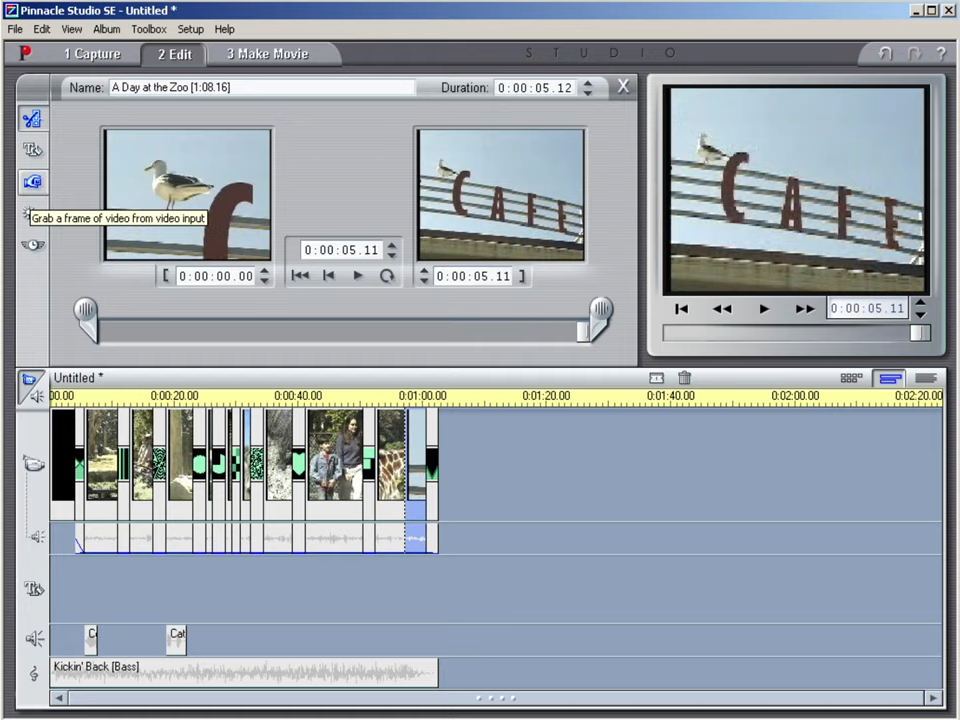 Pinnacle Studio SE - Untitled *
File Edit View Album Toolbox Setup Help
1 Capture 2 Edit 3 Make Movie STUDIO ?
Name: A Day at the Zoo [1:08.16] Duration: 0:00:05.12 X
CAFE
CAFE
Grab a frame of video from video input
0:00:05.11
[ 0:00:00.00 0:00:05.11 ]
0:00:05.11
Untitled *
00.00 0:00:20.00 0:00:40.00 0:01:00.00 0:01:20.00 0:01:40.00 0:02:00.00 0:02:20.00
Cat
Kickin' Back [Bass]